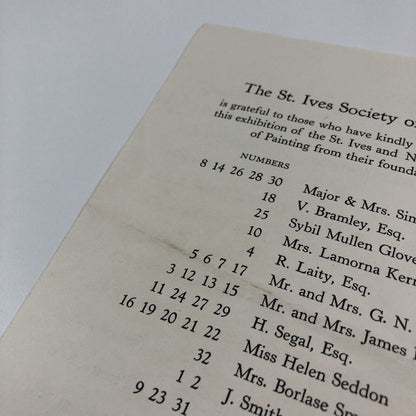 The St. Ives Society
is grateful to those who have kindly
this exhibition of the St. Ives and
of Painting from their
NUMBERS
8 14 26 28 30 Major & Mrs.
18 V. Bramley, Esq.
25 Sybil Mullen
10 Mrs. Lamorna
4 R. Laity, Esq.
5 6 7 17 Mr. and Mrs. G. N.
3 12 13 15 Mr. and Mrs. James
11 24 27 29 H. Segal, Esq.
16 19 20 21 22 Miss Helen Seddon
32 Mrs. Borlase
1 2 J. Smith
9 23 31